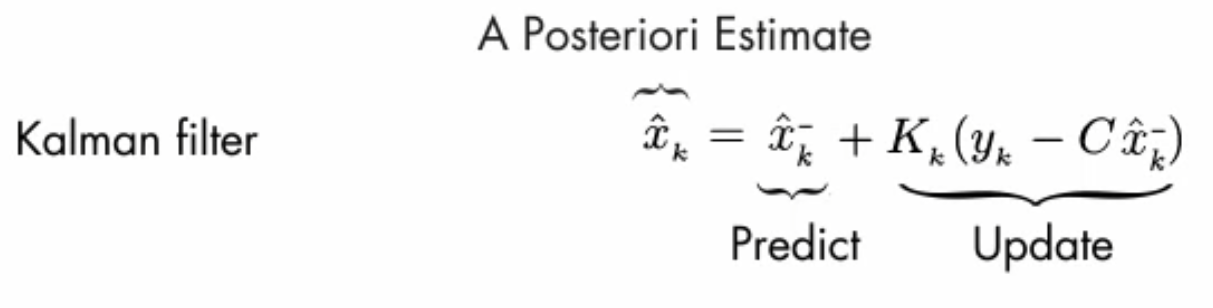 A Posteriori Estimate
Kalman filter x̂ₖ = x̂ₖ⁻ + Kₖ(yₖ − Cx̂ₖ⁻)
Predict Update